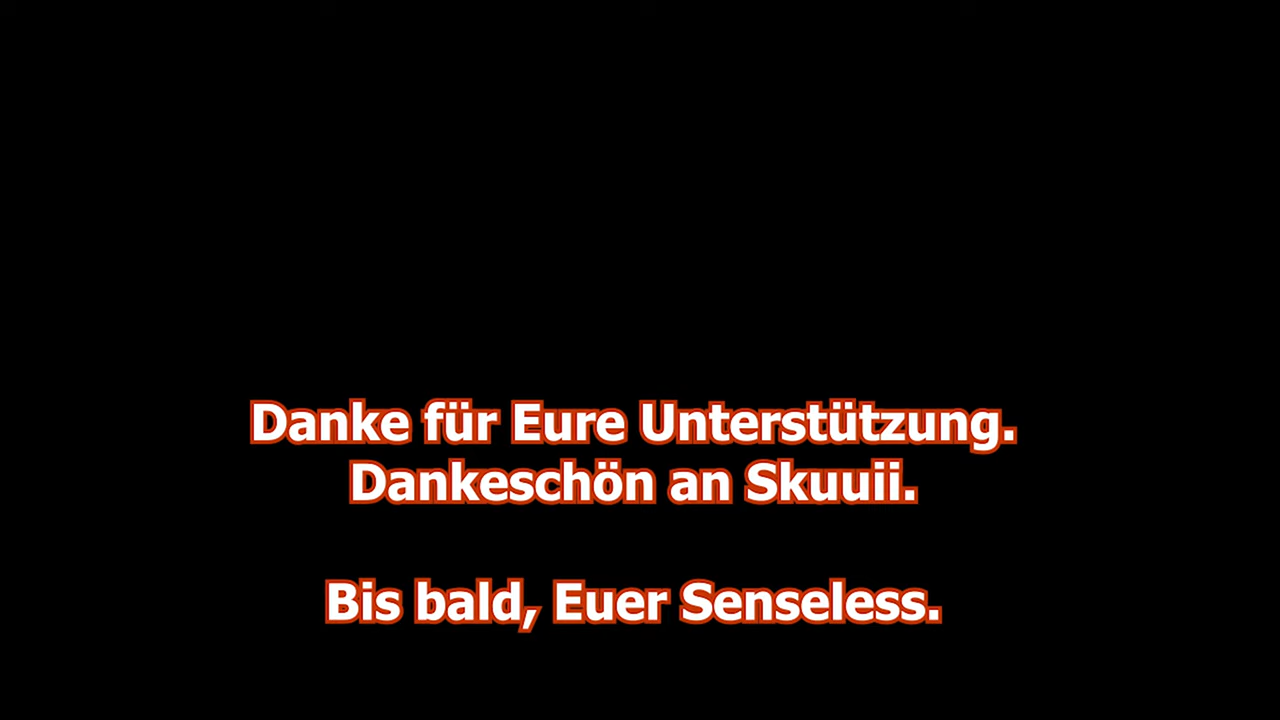 Danke für Eure Unterstützung.
Dankeschön an Skuuii.
Bis bald, Euer Senseless.